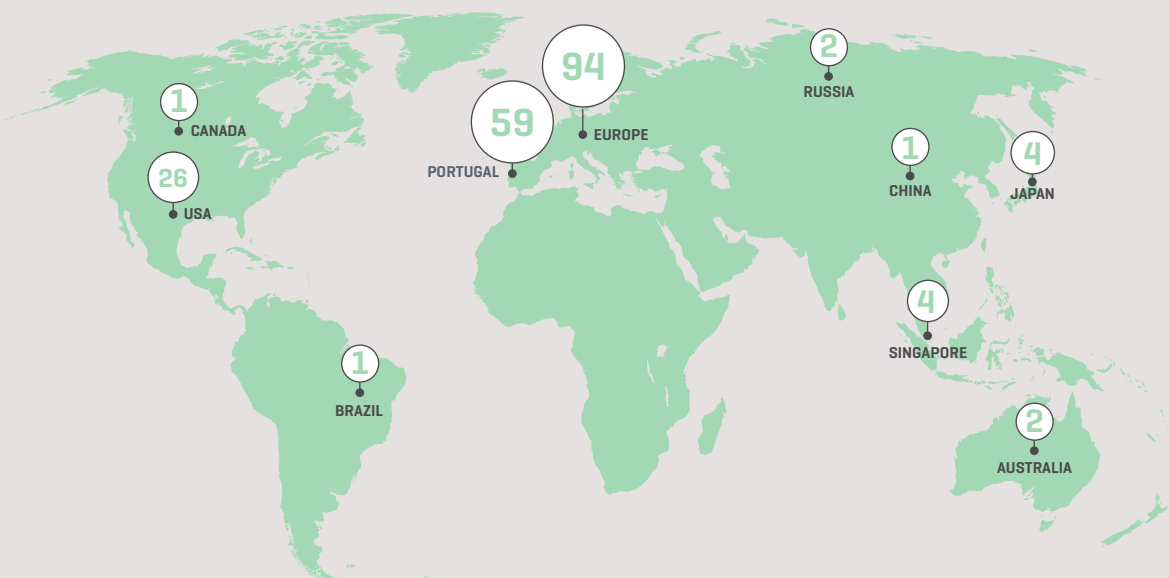 94
2
RUSSIA
1
CANADA
59
EUROPE
1
CHINA
4
JAPAN
26
USA
PORTUGAL
4
SINGAPORE
1
BRAZIL
2
AUSTRALIA